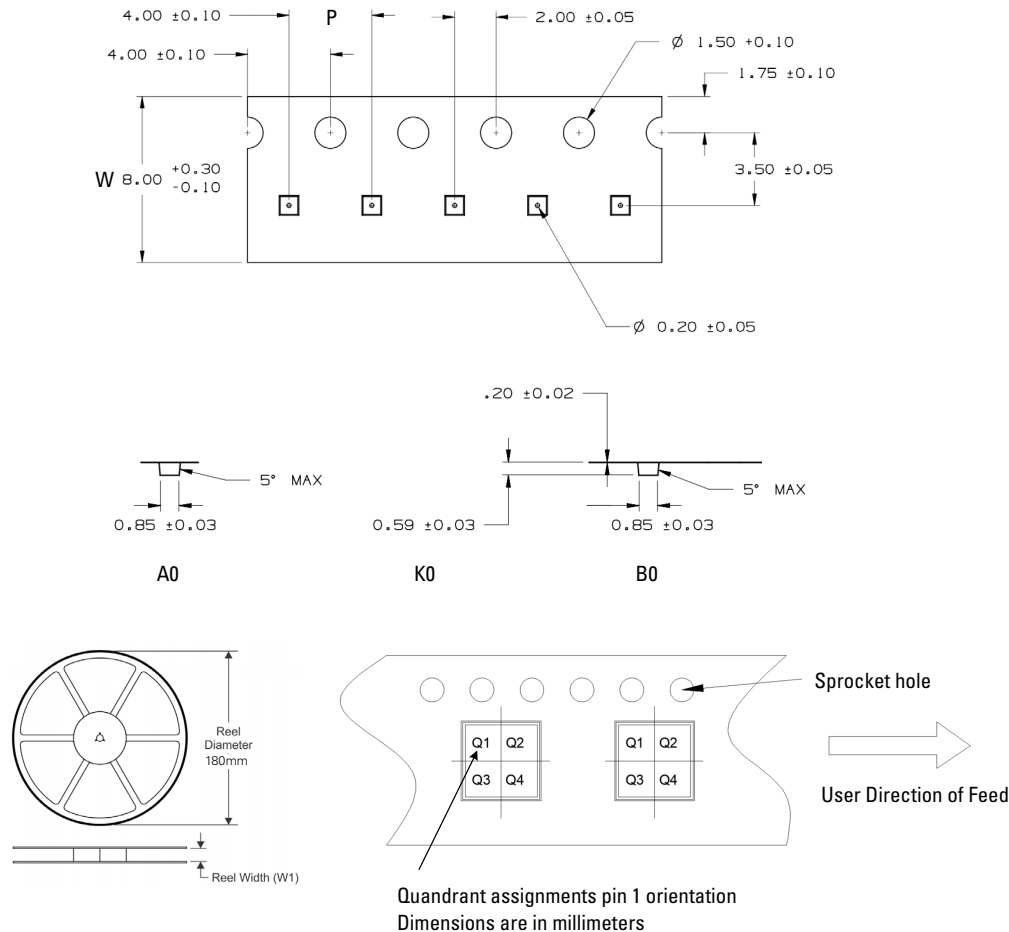 4.00 ±0.10
P
2.00 ±0.05
4.00 ±0.10
Ø 1.50 +0.10
1.75 ±0.10
W 8.00 +0.30 -0.10
3.50 ±0.05
Ø 0.20 ±0.05
.20 ±0.02
5° MAX
5° MAX
0.85 ±0.03
0.59 ±0.03
0.85 ±0.03
A0
K0
B0
Reel
Diameter
180mm
Reel Width (W1)
Sprocket hole
Q1 Q2
Q3 Q4
Q1 Q2
Q3 Q4
User Direction of Feed
Quandrant assignments pin 1 orientation
Dimensions are in millimeters